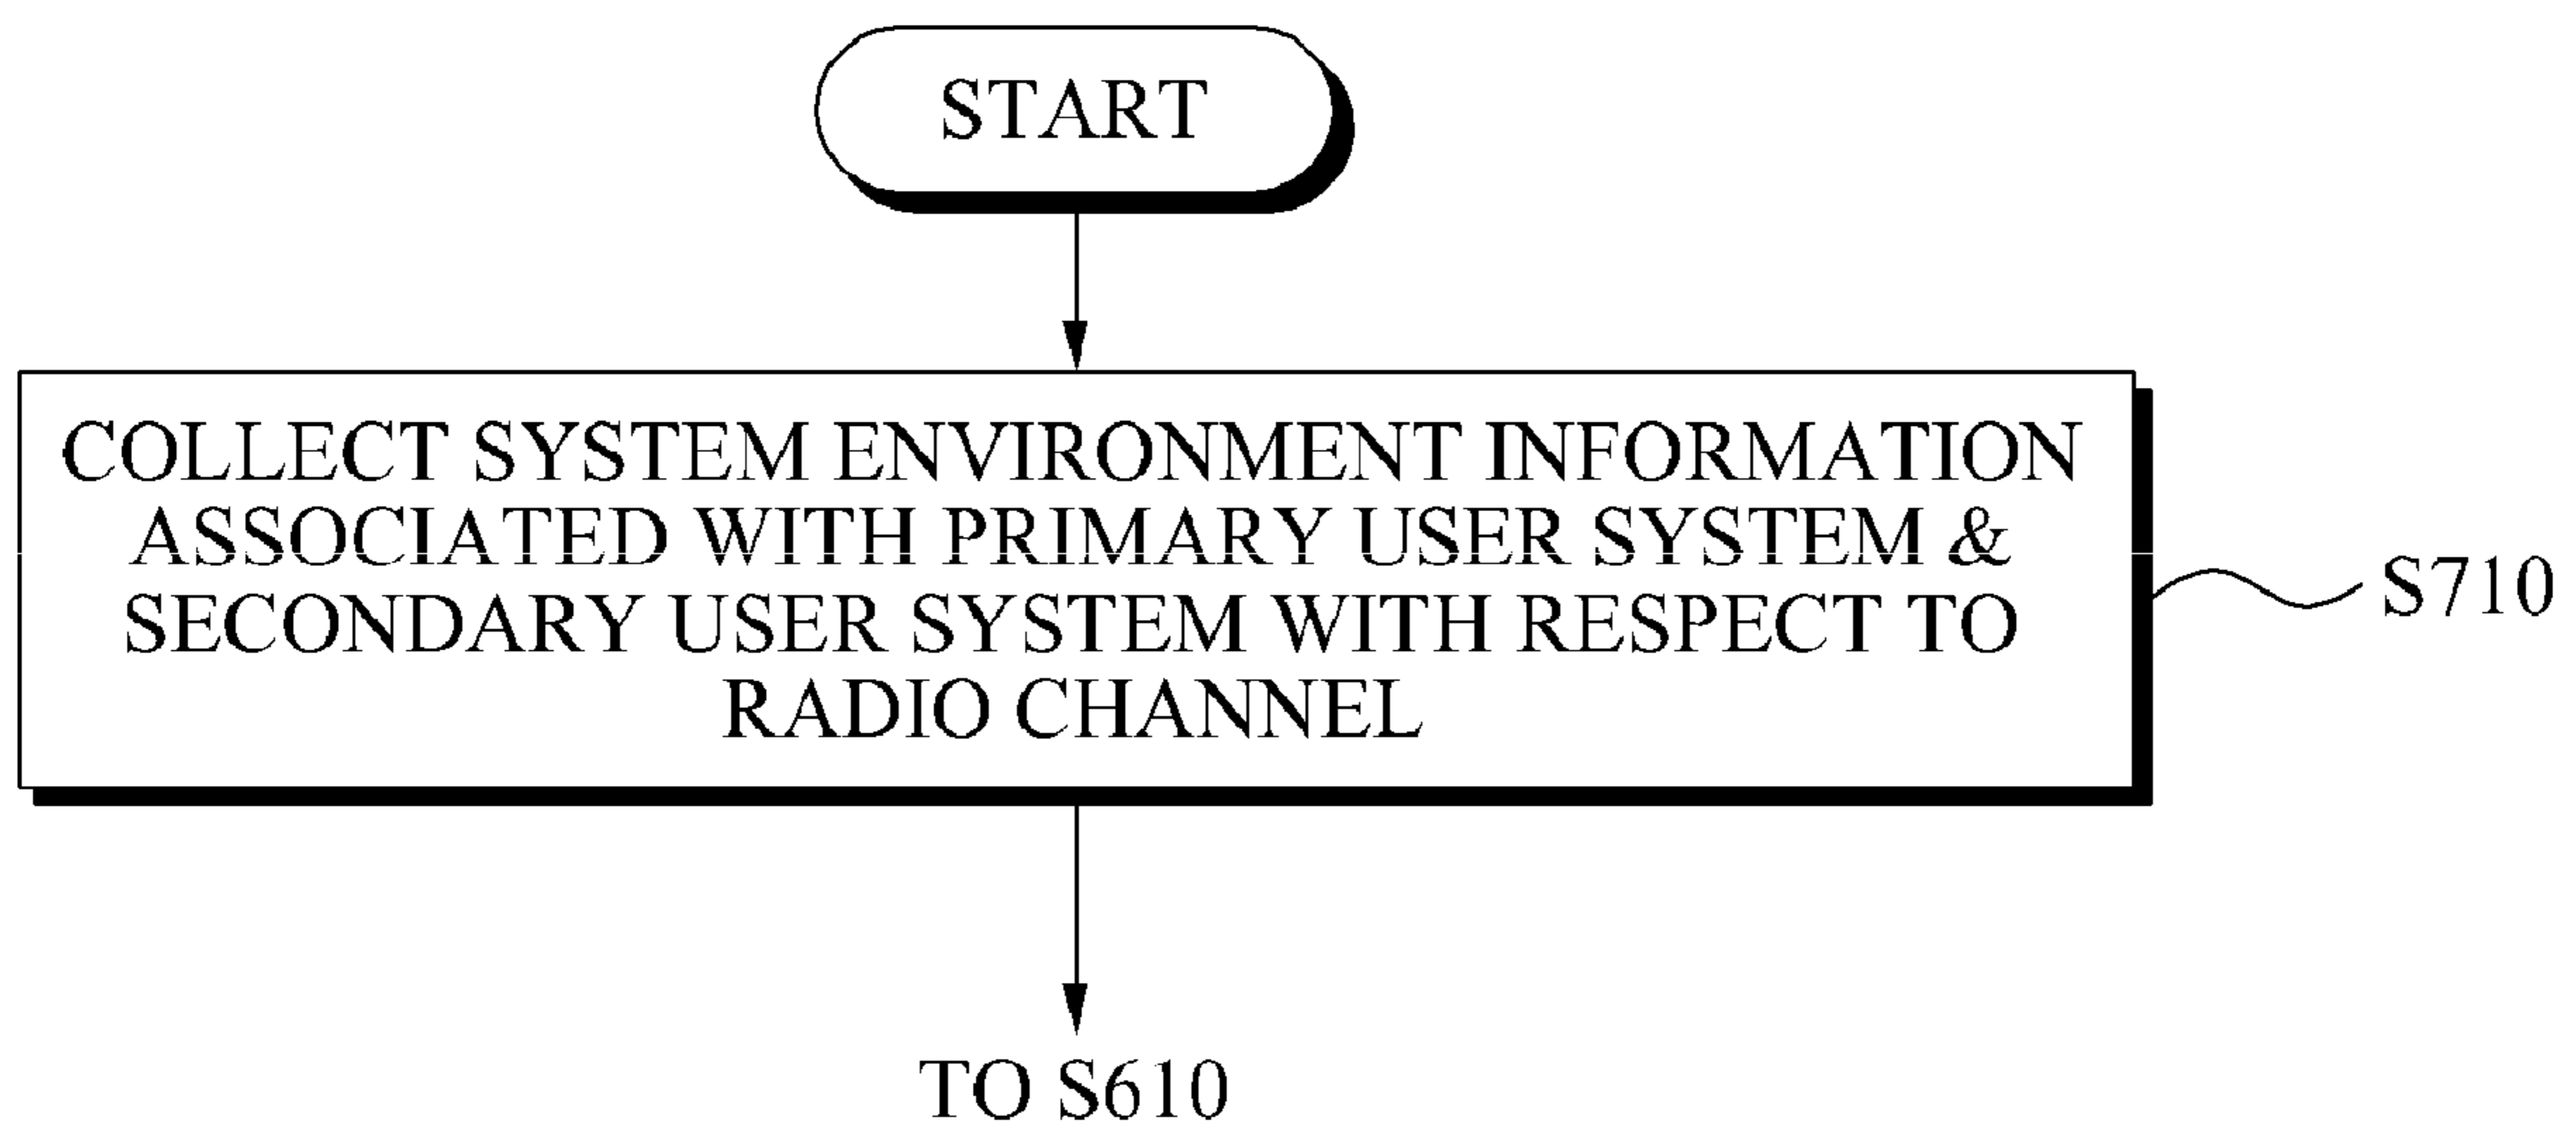 START
COLLECT SYSTEM ENVIRONMENT INFORMATION
ASSOCIATED WITH PRIMARY USER SYSTEM &
SECONDARY USER SYSTEM WITH RESPECT TO
RADIO CHANNEL
S710
TO S610